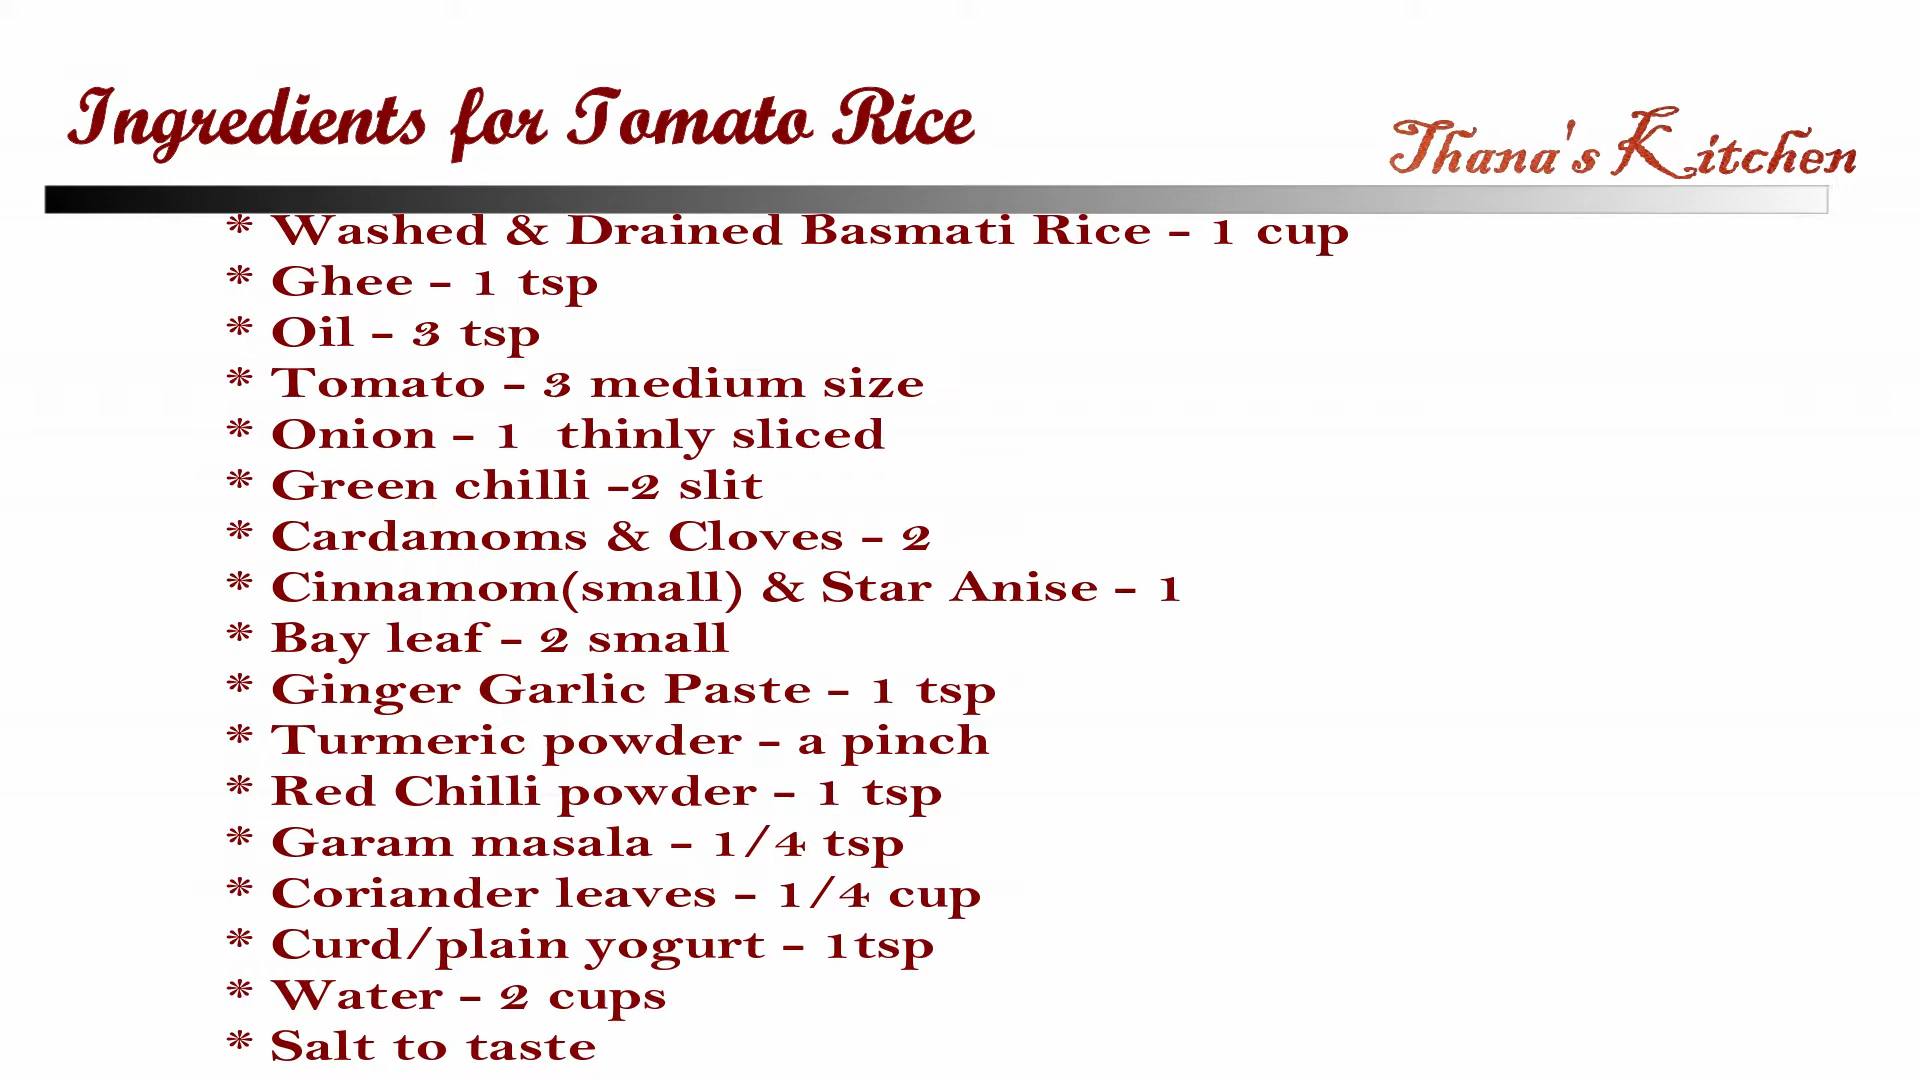 Ingredients for Tomato Rice
Thana's Kitchen
* Washed & Drained Basmati Rice - 1 cup
* Ghee - 1 tsp
* Oil - 3 tsp
* Tomato - 3 medium size
* Onion - 1  thinly sliced
* Green chilli -2 slit
* Cardamoms & Cloves - 2
* Cinnamom(small) & Star Anise - 1
* Bay leaf - 2 small
* Ginger Garlic Paste - 1 tsp
* Turmeric powder - a pinch
* Red Chilli powder - 1 tsp
* Garam masala - 1/4 tsp
* Coriander leaves - 1/4 cup
* Curd/plain yogurt - 1tsp
* Water - 2 cups
* Salt to taste